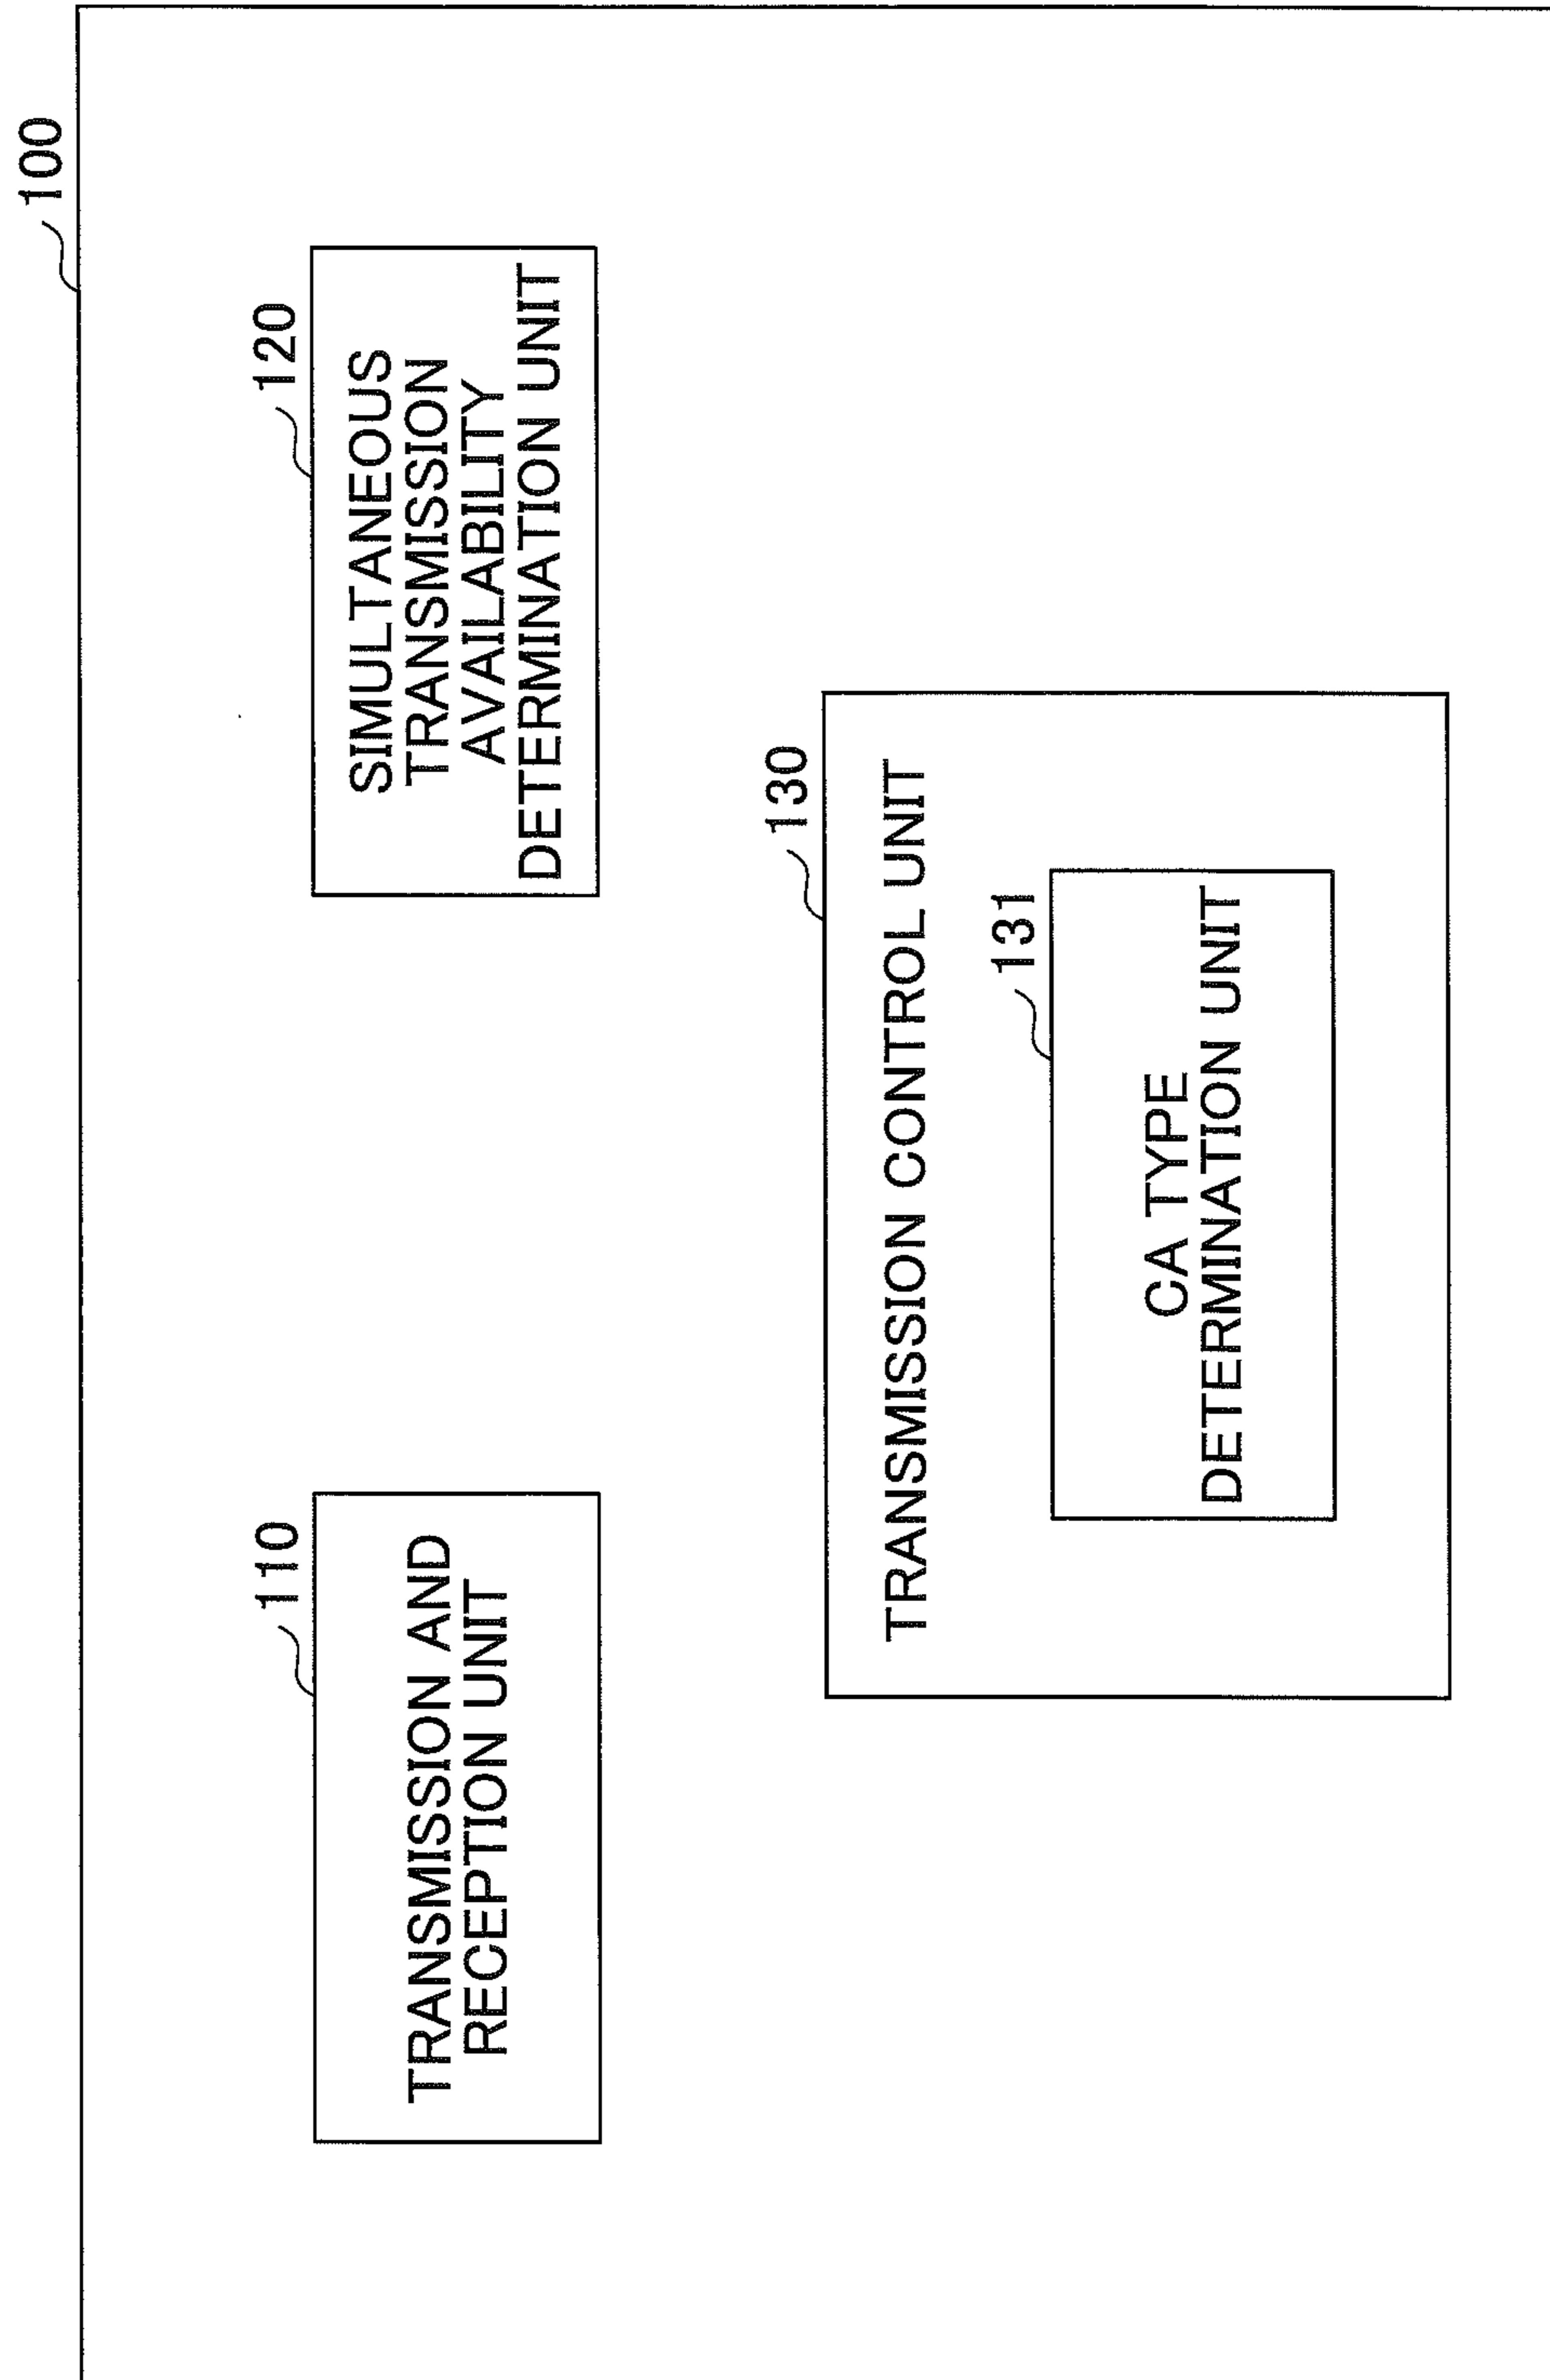 100
110
TRANSMISSION AND
RECEPTION UNIT
120
SIMULTANEOUS
TRANSMISSION
AVAILABILITY
DETERMINATION UNIT
130
TRANSMISSION CONTROL UNIT
131
CA TYPE
DETERMINATION UNIT